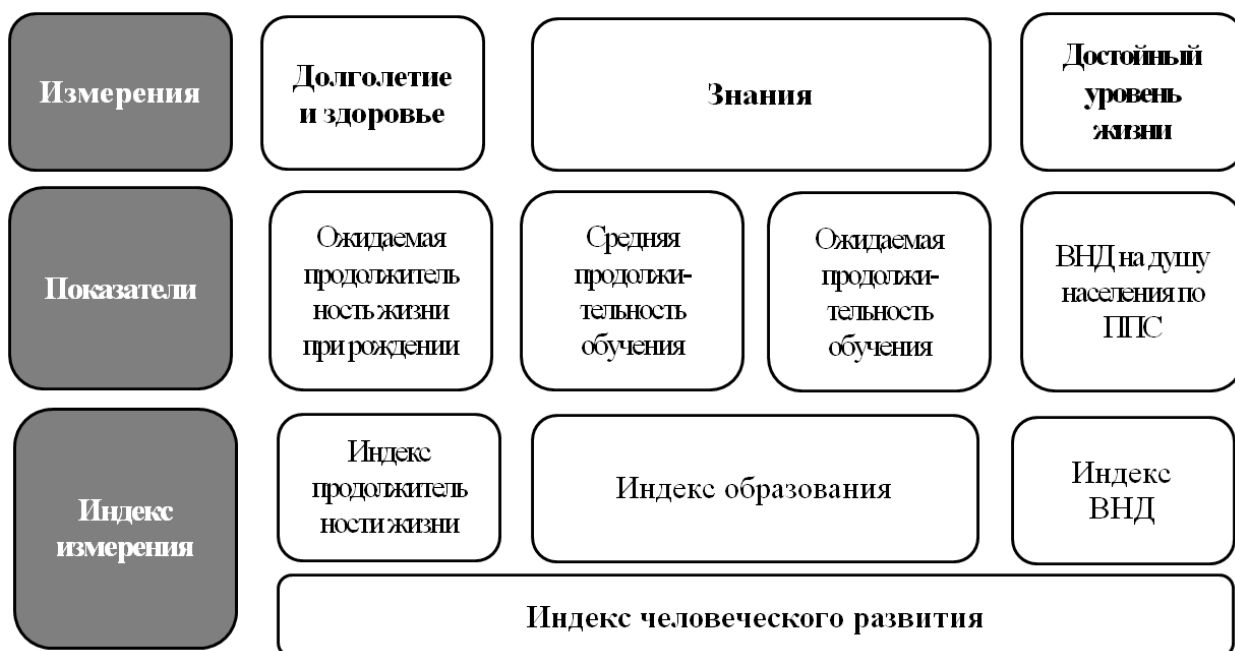 Измерения
Долголетие
и здоровье
Знания
Достойный
уровень
жизни
Показатели
Ожидаемая
продолжитель
ность жизни
при рождении
Средняя
продолжи-
тельность
обучения
Ожидаемая
продолжи-
тельность
обучения
ВНД на душу
населения по
ППС
Индекс
измерения
Индекс
продолжитель
ности жизни
Индекс образования
Индекс
ВНД
Индекс человеческого развития